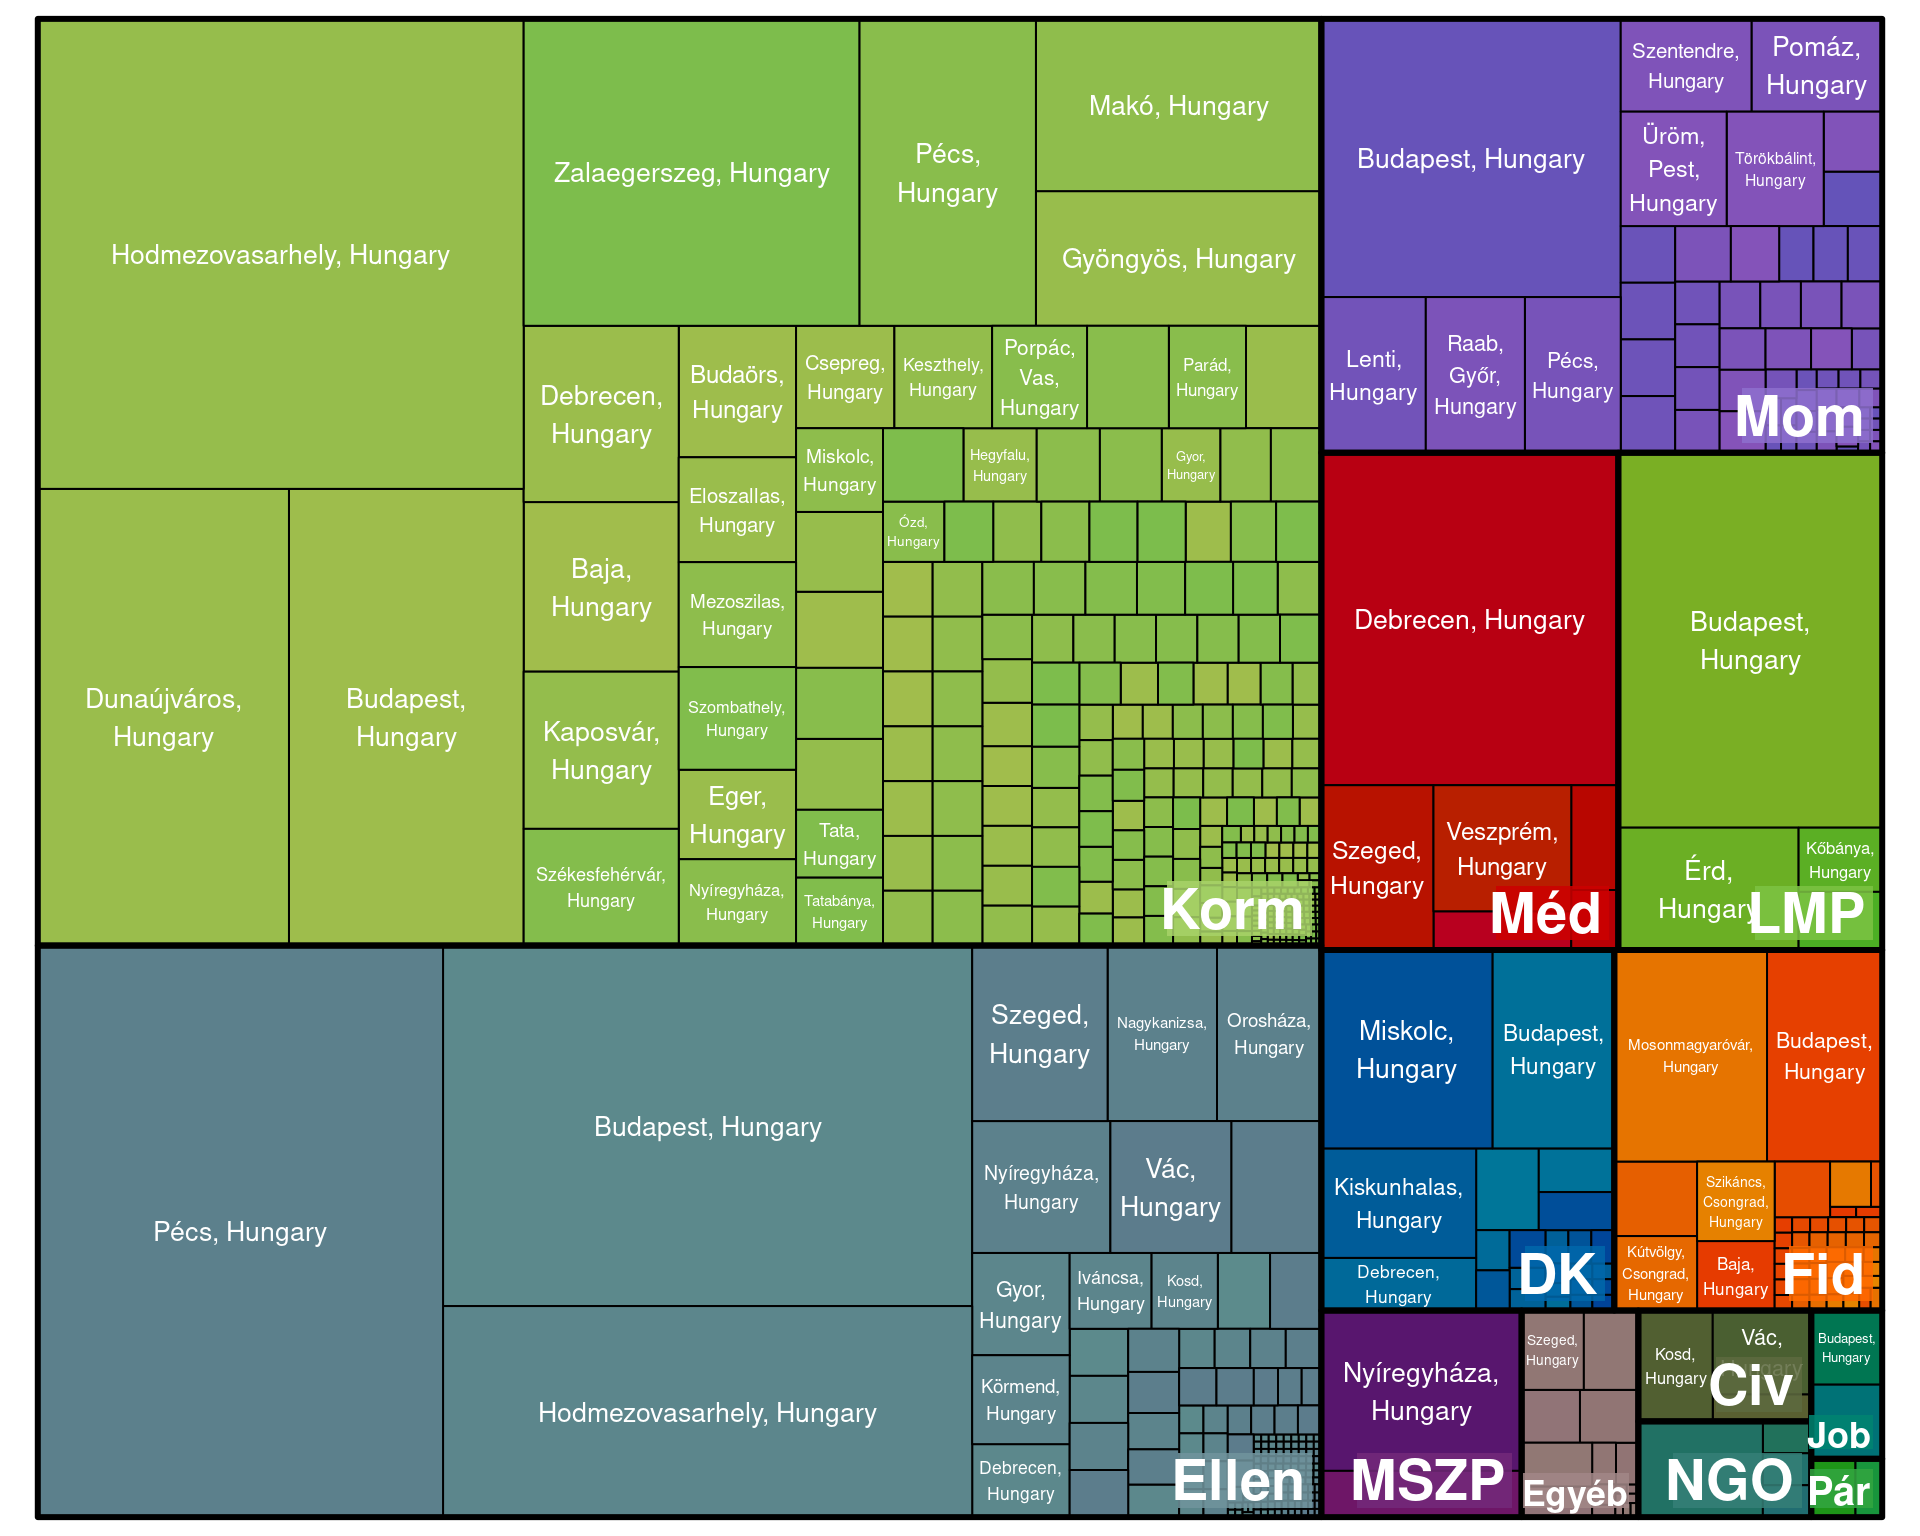 Hodmezovasarhely, Hungary
Dunaújváros,
Hungary
Budapest,
Hungary
Zalaegerszeg, Hungary
Pécs,
Hungary
Makó, Hungary
Gyöngyös, Hungary
Debrecen,
Hungary
Baja,
Hungary
Kaposvár,
Hungary
Székesfehérvár,
Hungary
Budaörs,
Hungary
Eloszallas,
Hungary
Mezoszilas,
Hungary
Szombathely,
Hungary
Eger,
Hungary
Nyíregyháza,
Hungary
Csepreg,
Hungary
Keszthely,
Hungary
Porpác,
Vas,
Hungary
Parád,
Hungary
Miskolc,
Hungary
Hegyfalu,
Hungary
Gyor,
Hungary
Ózd,
Hungary
Tata,
Hungary
Tatabánya,
Hungary
Korm
Budapest, Hungary
Szentendre,
Hungary
Pomáz,
Hungary
Üröm,
Pest,
Hungary
Törökbálint,
Hungary
Lenti,
Hungary
Raab,
Győr,
Hungary
Pécs,
Hungary
Mom
Debrecen, Hungary
Szeged,
Hungary
Veszprém,
Hungary
Méd
Budapest,
Hungary
Érd,
Hungary
Kőbánya,
Hungary
LMP
Pécs, Hungary
Budapest, Hungary
Hodmezovasarhely, Hungary
Szeged,
Hungary
Nagykanizsa,
Hungary
Orosháza,
Hungary
Nyíregyháza,
Hungary
Vác,
Hungary
Gyor,
Hungary
Iváncsa,
Hungary
Kosd,
Hungary
Körmend,
Hungary
Debrecen,
Hungary
Ellen
Miskolc,
Hungary
Budapest,
Hungary
Kiskunhalas,
Hungary
Debrecen,
Hungary
DK
Mosonmagyaróvár,
Hungary
Budapest,
Hungary
Szikáncs,
Csongrad,
Hungary
Kútvölgy,
Csongrad,
Hungary
Baja,
Hungary
Fid
Nyíregyháza,
Hungary
MSZP
Szeged,
Hungary
Egyéb
Kosd,
Hungary
Vác,
Hungary
Civ
NGO
Budapest,
Hungary
Job
Pár